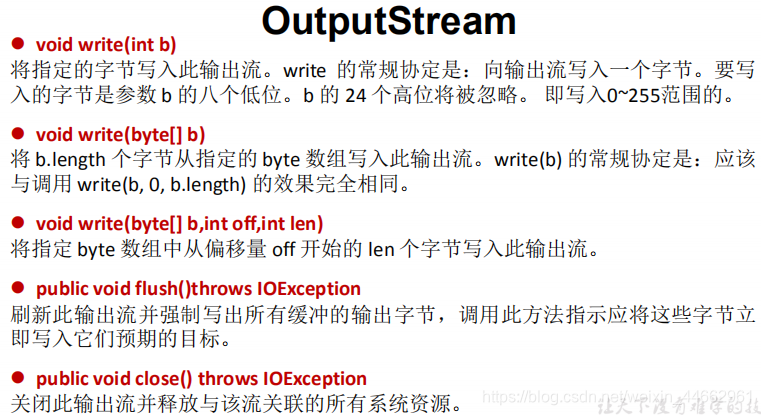 OutputStream
● void write(int b)
将指定的字节写入此输出流。write 的常规协定是：向输出流写入一个字节。要写
入的字节是参数 b 的八个低位。b 的 24 个高位将被忽略。 即写入0~255范围的。
● void write(byte[] b)
将 b.length 个字节从指定的 byte 数组写入此输出流。write(b) 的常规协定是：应该
与调用 write(b, 0, b.length) 的效果完全相同。
● void write(byte[] b,int off,int len)
将指定 byte 数组中从偏移量 off 开始的 len 个字节写入此输出流。
● public void flush()throws IOException
刷新此输出流并强制写出所有缓冲的输出字节，调用此方法指示应将这些字节立
即写入它们预期的目标。
● public void close() throws IOException
关闭此输出流并释放与该流关联的所有系统资源。
https://blog.csdn.net/weixin_44662961
让天下没有难学的技